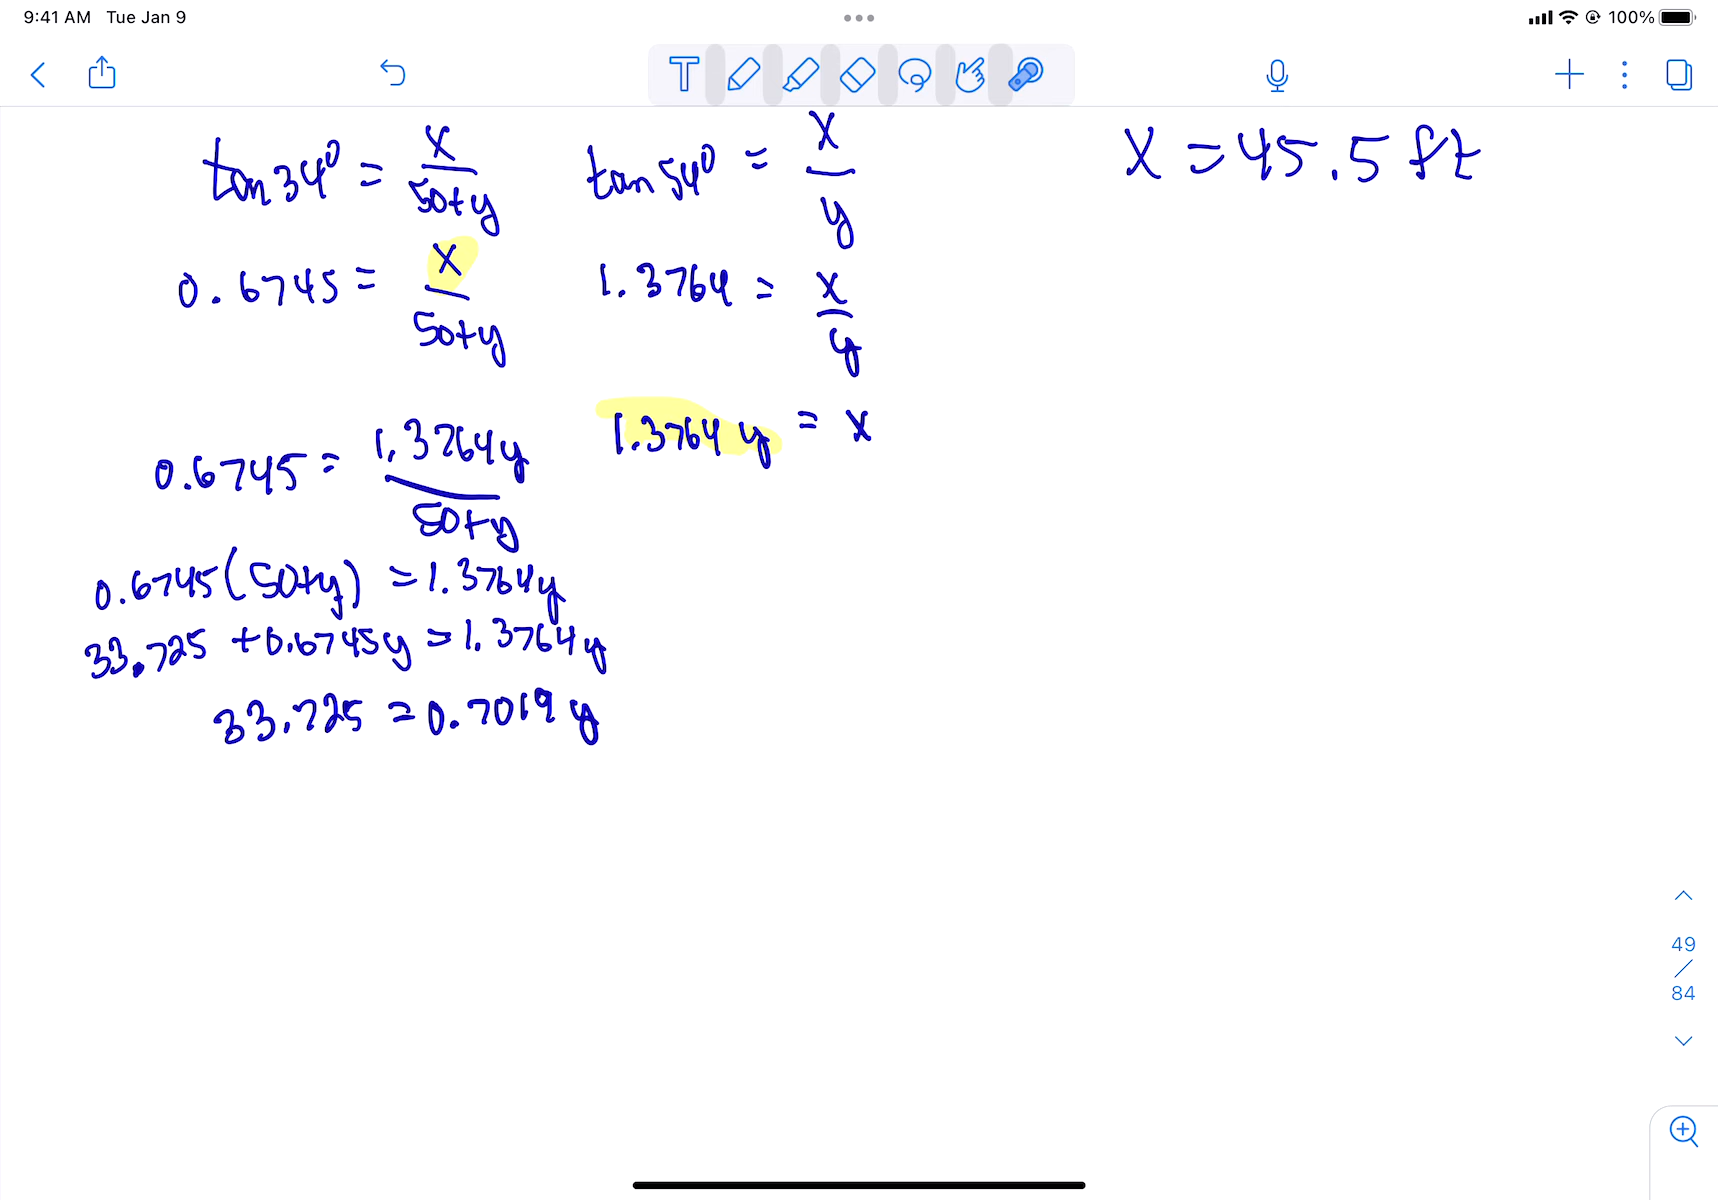 9:41 AM Tue Jan 9
100%
T
tan 34° = x/(50+y)
tan 54° = x/y
x = 45.5 ft
0.6745 = x/(50+y)
1.3764 = x/y
1.3764 y = x
0.6745 = 1.3764y/(50+y)
0.6745(50+y) = 1.3764y
33.725 + 0.6745y = 1.3764y
33.725 = 0.7019 y
49
/
84